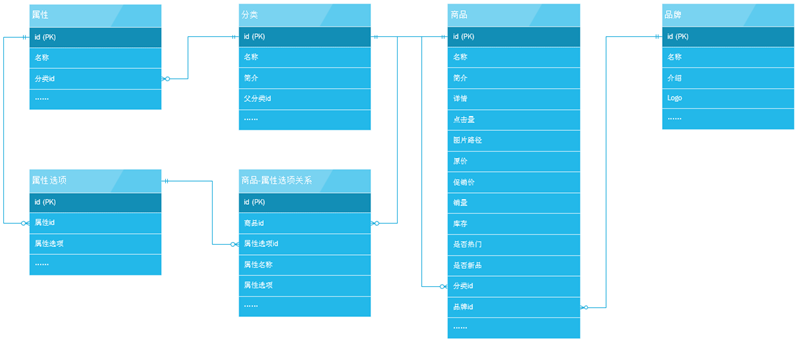 属性
id (PK)
名称
分类id
......
分类
id (PK)
名称
简介
父分类id
......
商品
id (PK)
名称
简介
详情
点击量
图片路径
原价
促销价
销量
库存
是否热门
是否新品
分类id
品牌id
......
品牌
id (PK)
名称
介绍
Logo
......
属性选项
id (PK)
属性id
属性选项
......
商品-属性选项关系
id (PK)
商品id
属性选项id
属性名称
属性选项
......